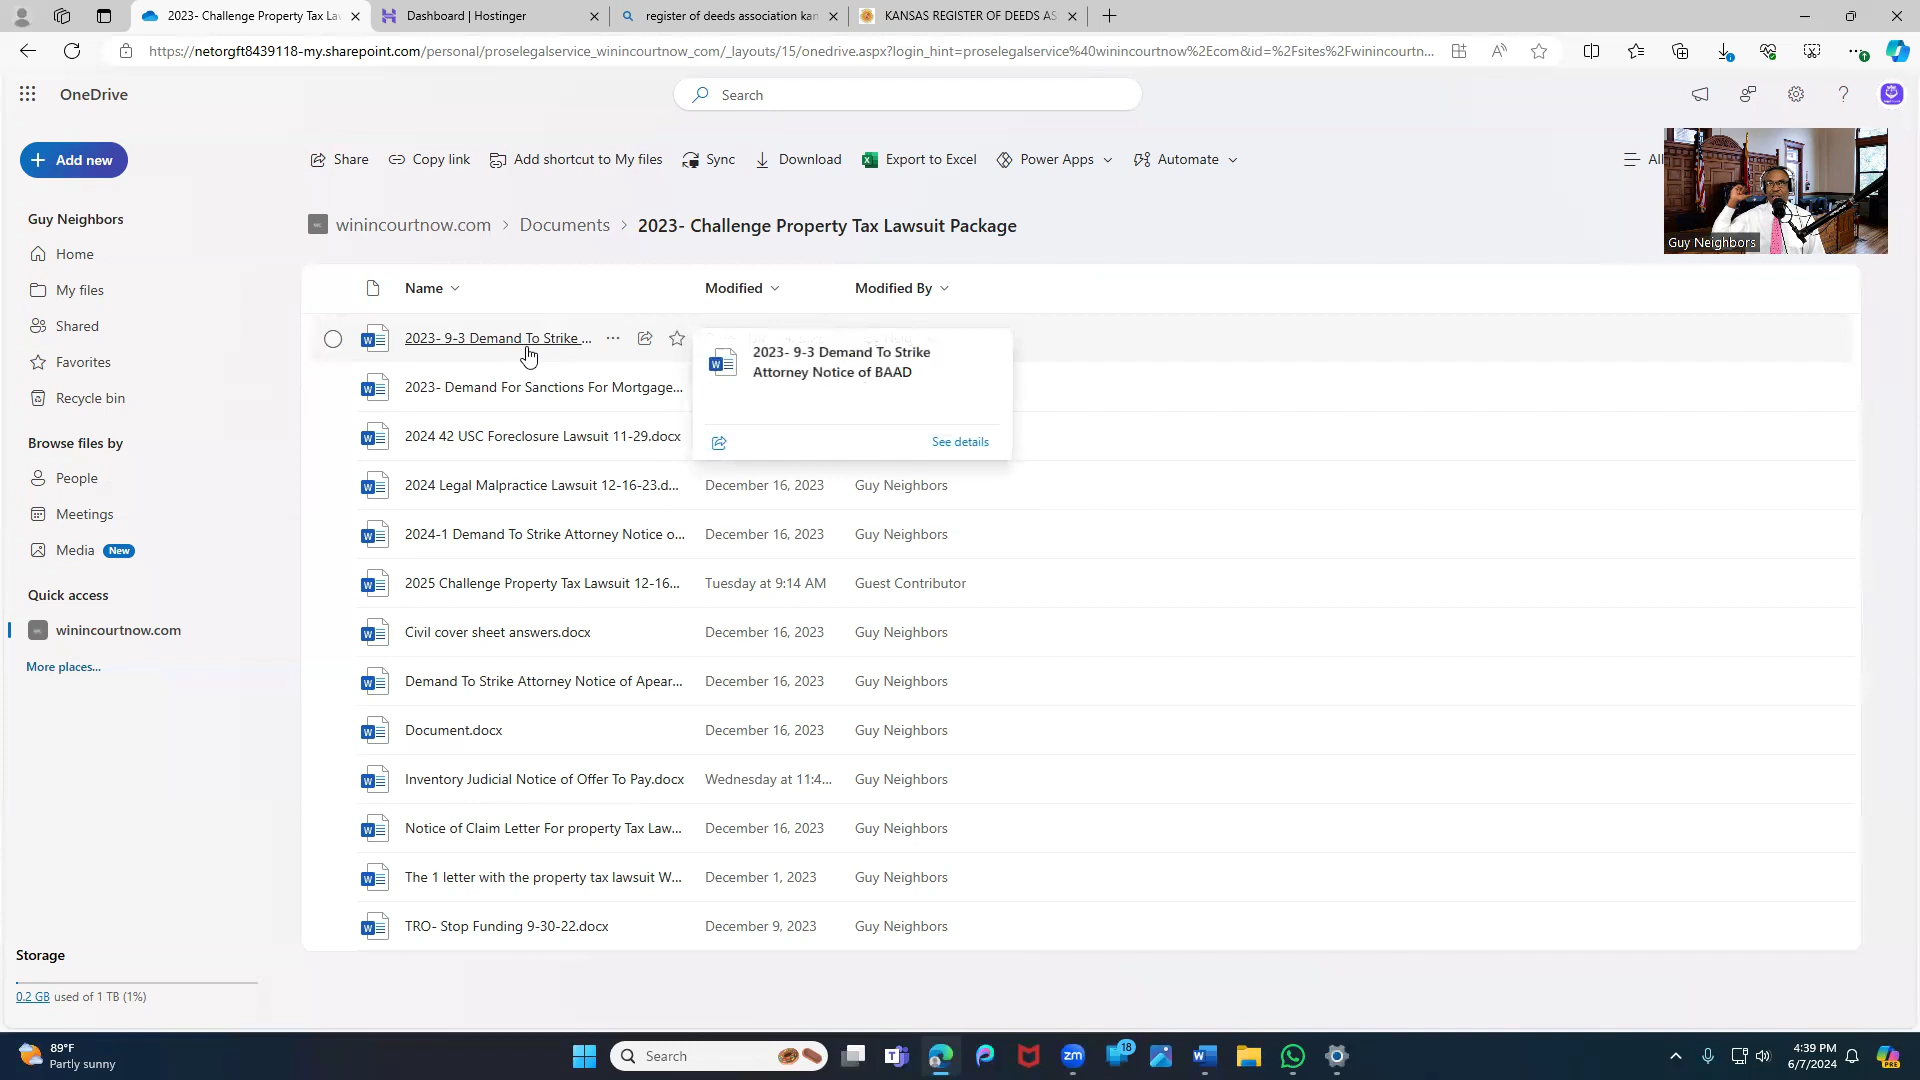 2023- Challenge Property Tax La
Dashboard | Hostinger
register of deeds association kan
KANSAS REGISTER OF DEEDS AS
https://netorgft8439118-my.sharepoint.com/personal/proselegalservice_winincourtnow_com/_layouts/15/onedrive.aspx?login_hint=proselegalservice%40winincourtnow%2Ecom&id=%2Fsites%2Fwinincourtn...
OneDrive
Search
Add new
Share
Copy link
Add shortcut to My files
Sync
Download
Export to Excel
Power Apps
Automate
All
Guy Neighbors
Guy Neighbors
Home
My files
Shared
Favorites
Recycle bin
Browse files by
People
Meetings
Media New
Quick access
winincourtnow.com
More places...
Storage
0.2 GB used of 1 TB (1%)
winincourtnow.com > Documents > 2023- Challenge Property Tax Lawsuit Package
Name Modified Modified By
2023- 9-3 Demand To Strike ...
2023- 9-3 Demand To Strike
Attorney Notice of BAAD
See details
2023- Demand For Sanctions For Mortgage...
2024 42 USC Foreclosure Lawsuit 11-29.docx
2024 Legal Malpractice Lawsuit 12-16-23.d... December 16, 2023 Guy Neighbors
2024-1 Demand To Strike Attorney Notice o... December 16, 2023 Guy Neighbors
2025 Challenge Property Tax Lawsuit 12-16... Tuesday at 9:14 AM Guest Contributor
Civil cover sheet answers.docx December 16, 2023 Guy Neighbors
Demand To Strike Attorney Notice of Apear... December 16, 2023 Guy Neighbors
Document.docx December 16, 2023 Guy Neighbors
Inventory Judicial Notice of Offer To Pay.docx Wednesday at 11:4... Guy Neighbors
Notice of Claim Letter For property Tax Law... December 16, 2023 Guy Neighbors
The 1 letter with the property tax lawsuit W... December 1, 2023 Guy Neighbors
TRO- Stop Funding 9-30-22.docx December 9, 2023 Guy Neighbors
89°F
Partly sunny
Search
zm
18
4:39 PM
6/7/2024
PRE